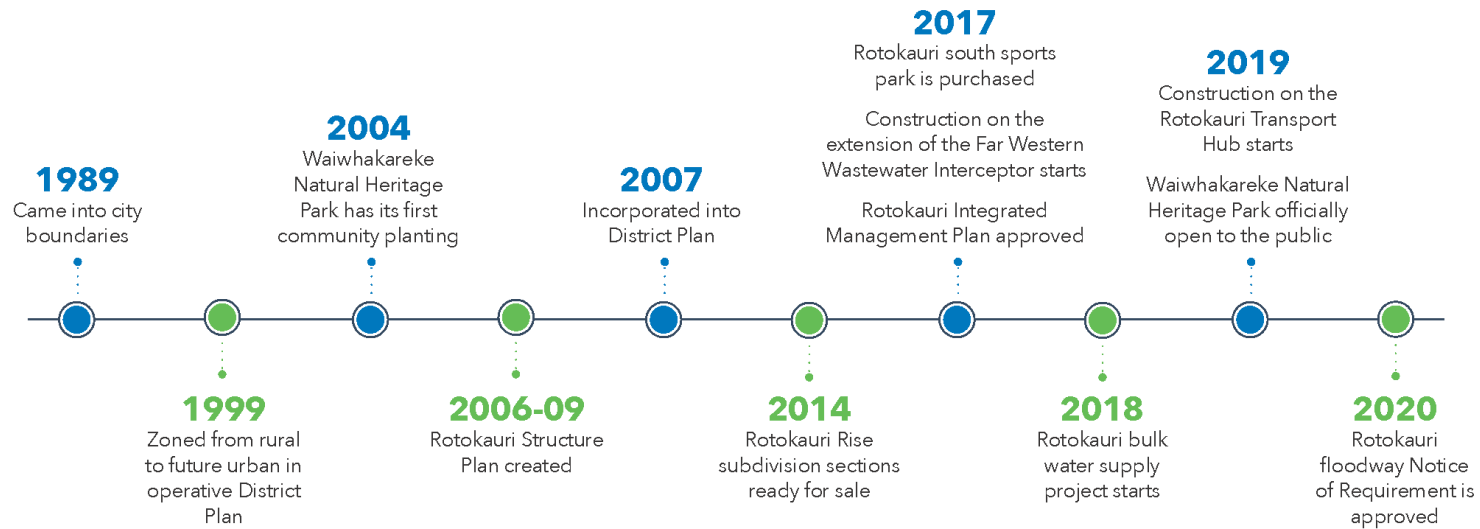 1989
Came into city
boundaries
1999
Zoned from rural
to future urban in
operative District
Plan
2004
Waiwhakareke
Natural Heritage
Park has its first
community planting
2006-09
Rotokauri Structure
Plan created
2007
Incorporated into
District Plan
2014
Rotokauri Rise
subdivision sections
ready for sale
2017
Rotokauri south sports
park is purchased
Construction on the
extension of the Far Western
Wastewater Interceptor starts
Rotokauri Integrated
Management Plan approved
2018
Rotokauri bulk
water supply
project starts
2019
Construction on the
Rotokauri Transport
Hub starts
Waiwhakareke Natural
Heritage Park officially
open to the public
2020
Rotokauri
floodway Notice
of Requirement is
approved